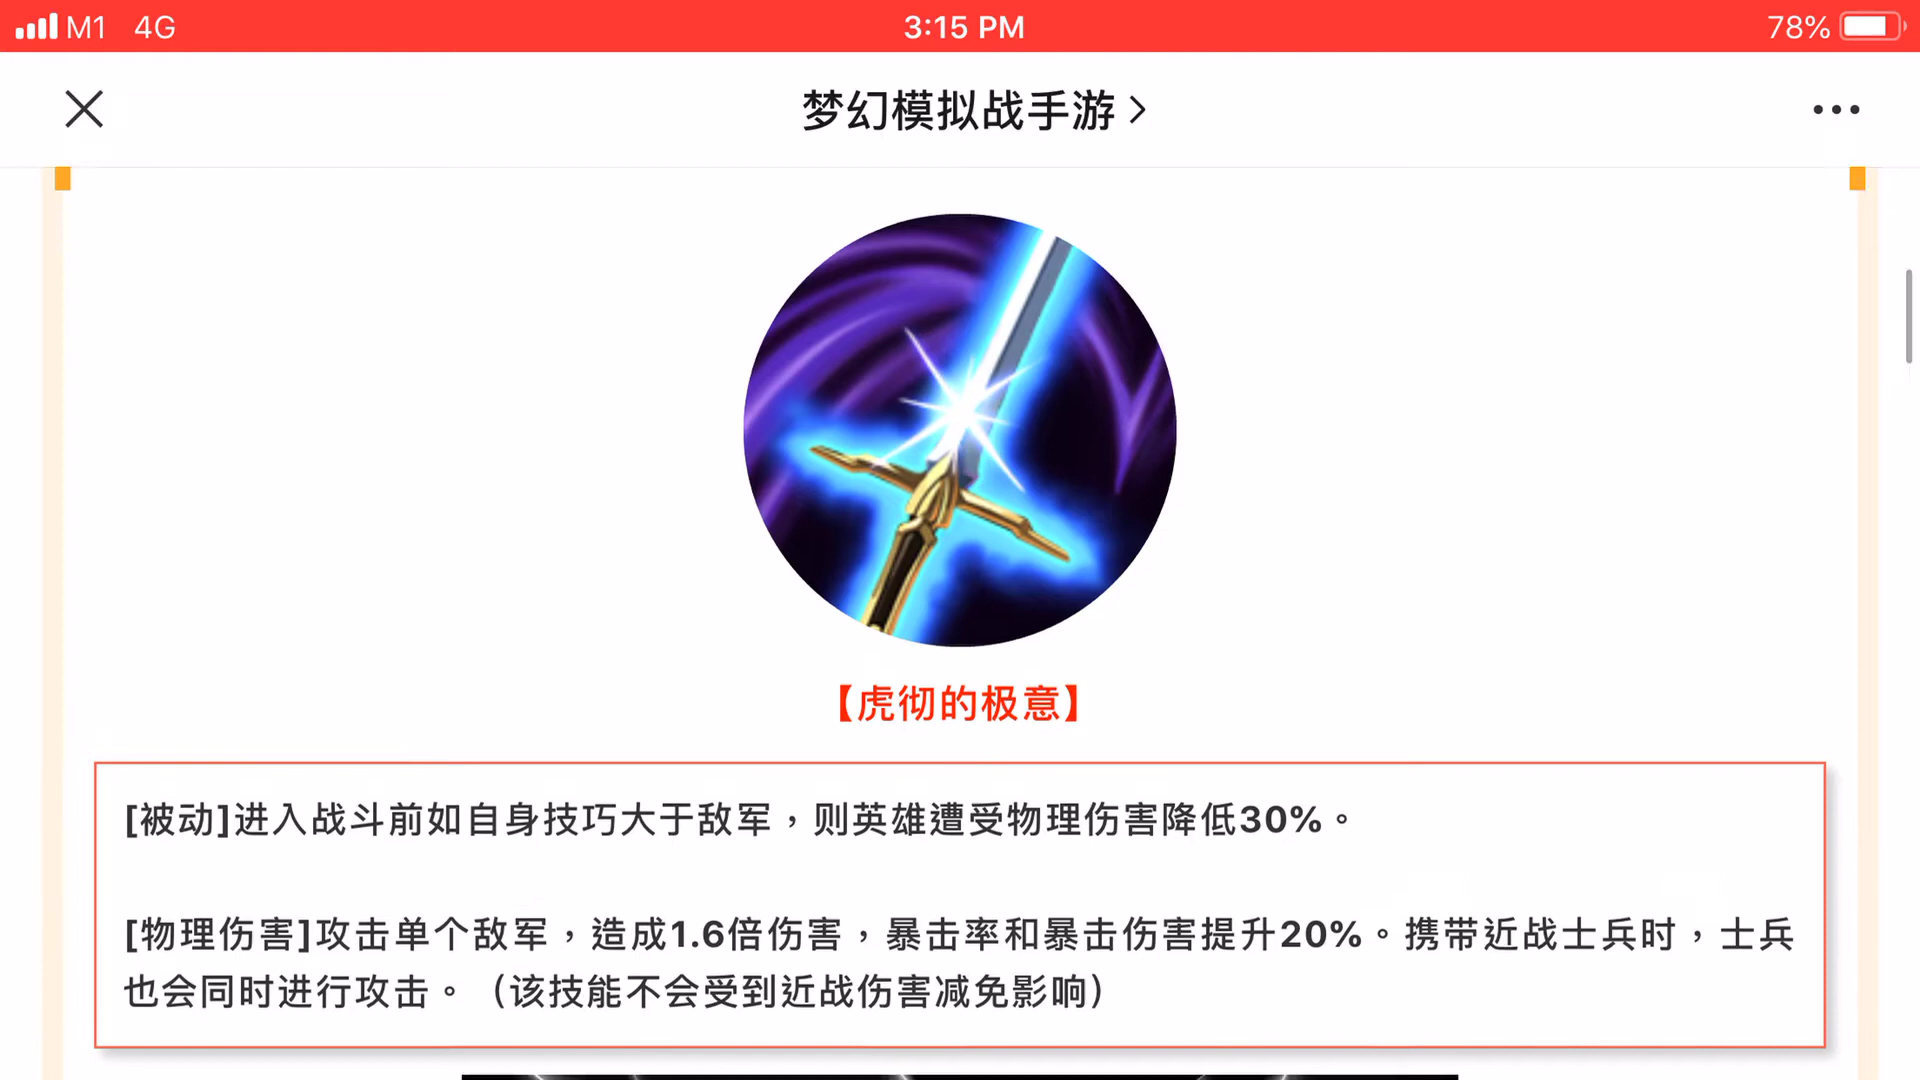 M1 4G 3:15 PM 78%
梦幻模拟战手游
【虎彻的极意】
[被动]进入战斗前如自身技巧大于敌军，则英雄遭受物理伤害降低30%。
[物理伤害]攻击单个敌军，造成1.6倍伤害，暴击率和暴击伤害提升20%。携带近战士兵时，士兵
也会同时进行攻击。（该技能不会受到近战伤害减免影响）